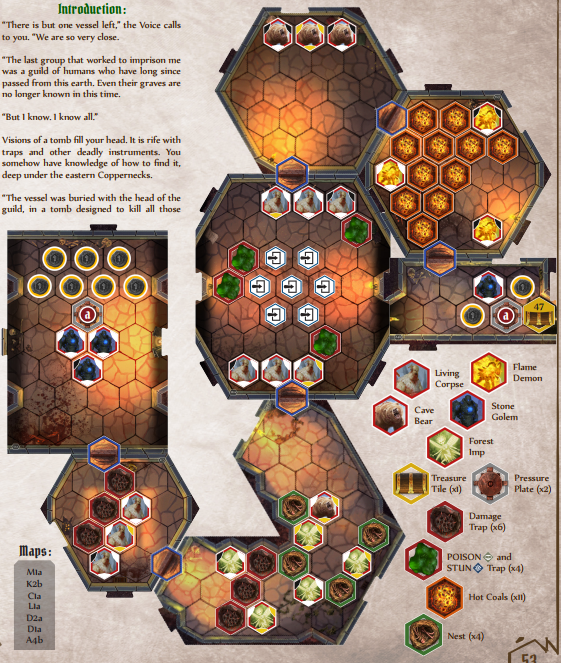 Introduction:
“There is but one vessel left,” the Voice calls
to you. “We are so very close.
“The last group that worked to imprison me
was a guild of humans who have long since
passed from this earth. Even their graves are
no longer known in this time.
“But I know. I know all.”
Visions of a tomb fill your head. It is rife with
traps and other deadly instruments. You
somehow have knowledge of how to find it,
deep under the eastern Coppernecks.
“The vessel was buried with the head of the
guild, in a tomb designed to kill all those
a
a
47
Living
Corpse
Flame
Demon
Cave
Bear
Stone
Golem
Forest
Imp
Treasure
Tile (x1)
Pressure
Plate (x2)
Damage
Trap (x6)
POISON and
STUN Trap (x4)
Hot Coals (x11)
Nest (x4)
Maps:
M1a
K2b
C1a
L1a
D2a
D1a
A4b
53